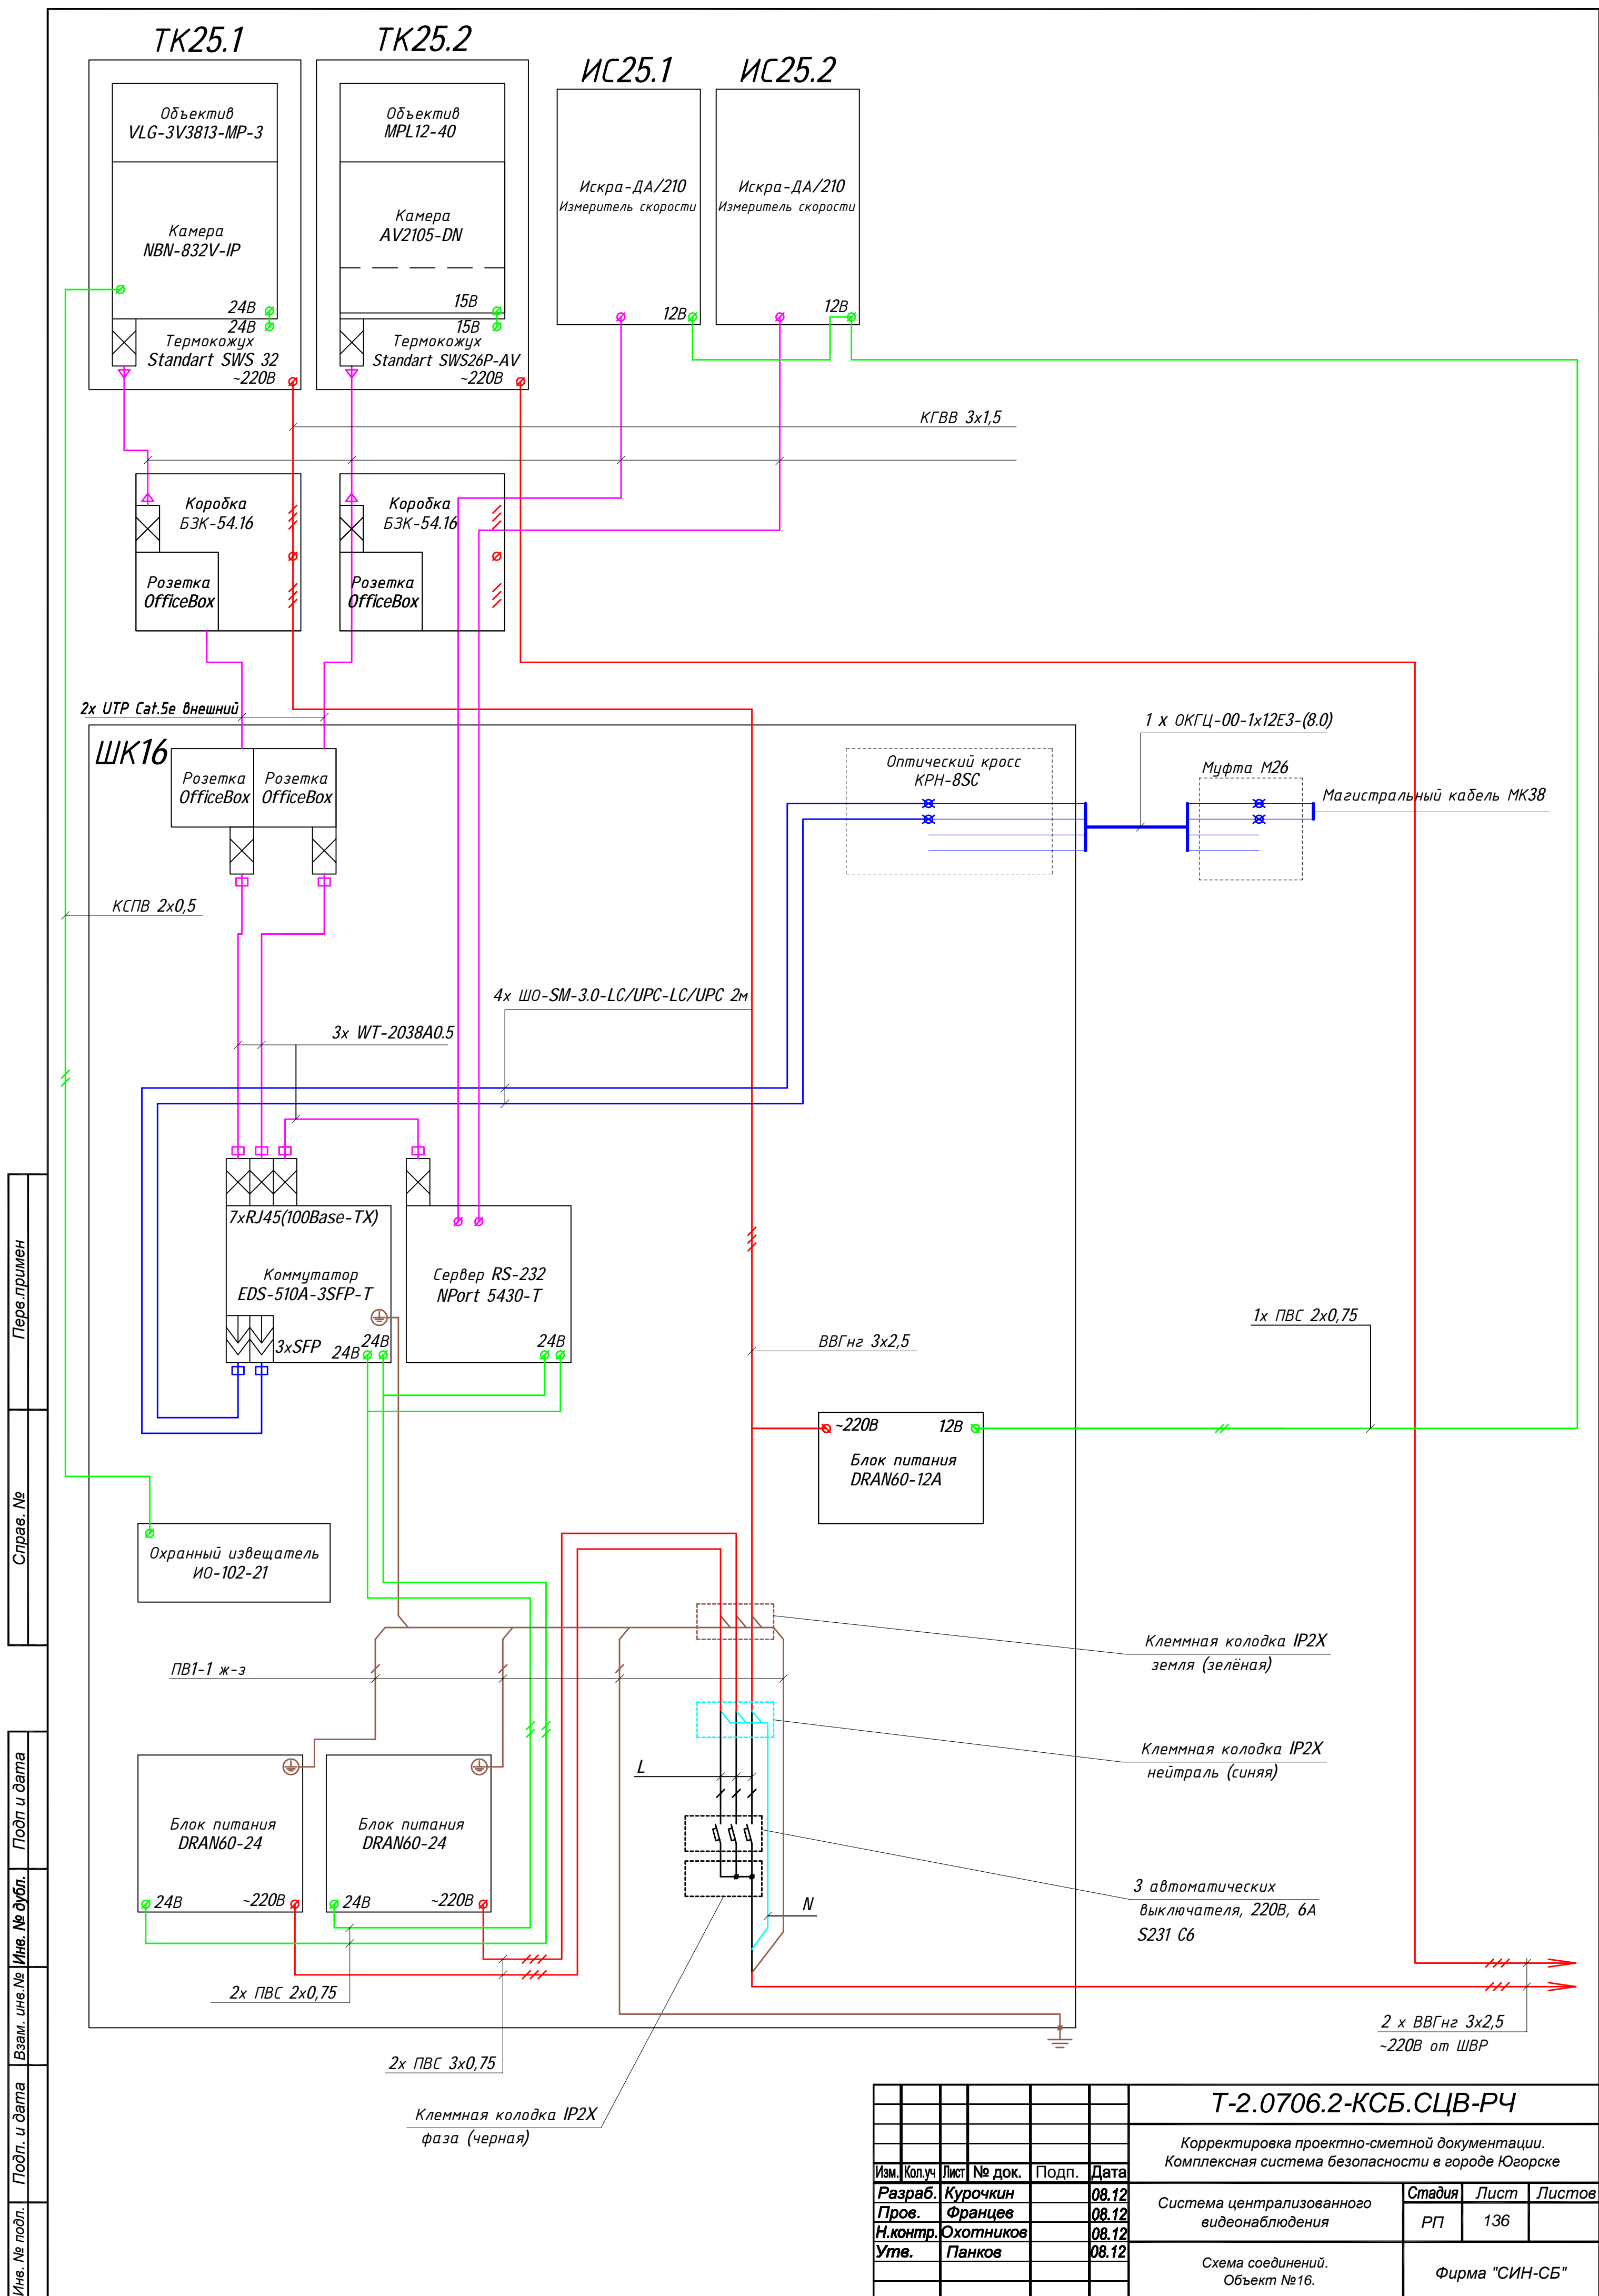 ТК25.1
ТК25.2
ИС25.1
ИС25.2
Объектив
VLG-3V3813-MP-3
Камера
NBN-832V-IP
24В
24В
Термокожух
Standart SWS 32
~220В
Объектив
MPL12-40
Камера
AV2105-DN
15В
15В
Термокожух
Standart SWS26P-AV
~220В
Искра-ДА/210
Измеритель скорости
12В
Искра-ДА/210
Измеритель скорости
12В
КГВВ 3х1,5
Коробка
БЗК-54.16
Розетка
OfficeBox
Коробка
БЗК-54.16
Розетка
OfficeBox
2х UTP Cat.5e внешний
ШК16
Розетка
OfficeBox
Розетка
OfficeBox
Оптический кросс
КРН-8SC
1 х ОКГЦ-00-1х12Е3-(8.0)
Муфта М26
Магистральный кабель МК38
КСПВ 2х0,5
4х ШО-SM-3.0-LC/UPC-LC/UPC 2м
3х WT-2038A0.5
7хRJ45(100Base-TX)
Коммутатор
EDS-510A-3SFP-T
3хSFP
24В
24В
Сервер RS-232
NPort 5430-T
24В
ВВГнг 3х2,5
1х ПВС 2х0,75
~220В
12В
Блок питания
DRAN60-12A
Охранный извещатель
ИО-102-21
ПВ1-1 ж-з
Клеммная колодка IP2X
земля (зелёная)
Клеммная колодка IP2X
нейтраль (синяя)
L
Блок питания
DRAN60-24
24В
~220В
Блок питания
DRAN60-24
24В
~220В
N
3 автоматических
выключателя, 220В, 6А
S231 C6
2х ПВС 2х0,75
2х ПВС 3х0,75
2 х ВВГнг 3х2,5
~220В от ШВР
Клеммная колодка IP2X
фаза (черная)
Перв.примен
Справ. №
Подп и дата
Инв. № дубл.
Взам. инв.№
Подп. и дата
Инв. № подл.
Т-2.0706.2-КСБ.СЦВ-РЧ
Корректировка проектно-сметной документации.
Комплексная система безопасности в городе Югорске
Изм. Кол.уч Лист № док. Подп. Дата
Разраб. Курочкин 08.12
Пров. Францев 08.12
Н.контр. Охотников 08.12
Утв. Панков 08.12
Система централизованного
видеонаблюдения
Стадия Лист Листов
РП 136
Схема соединений.
Объект №16.
Фирма "СИН-СБ"